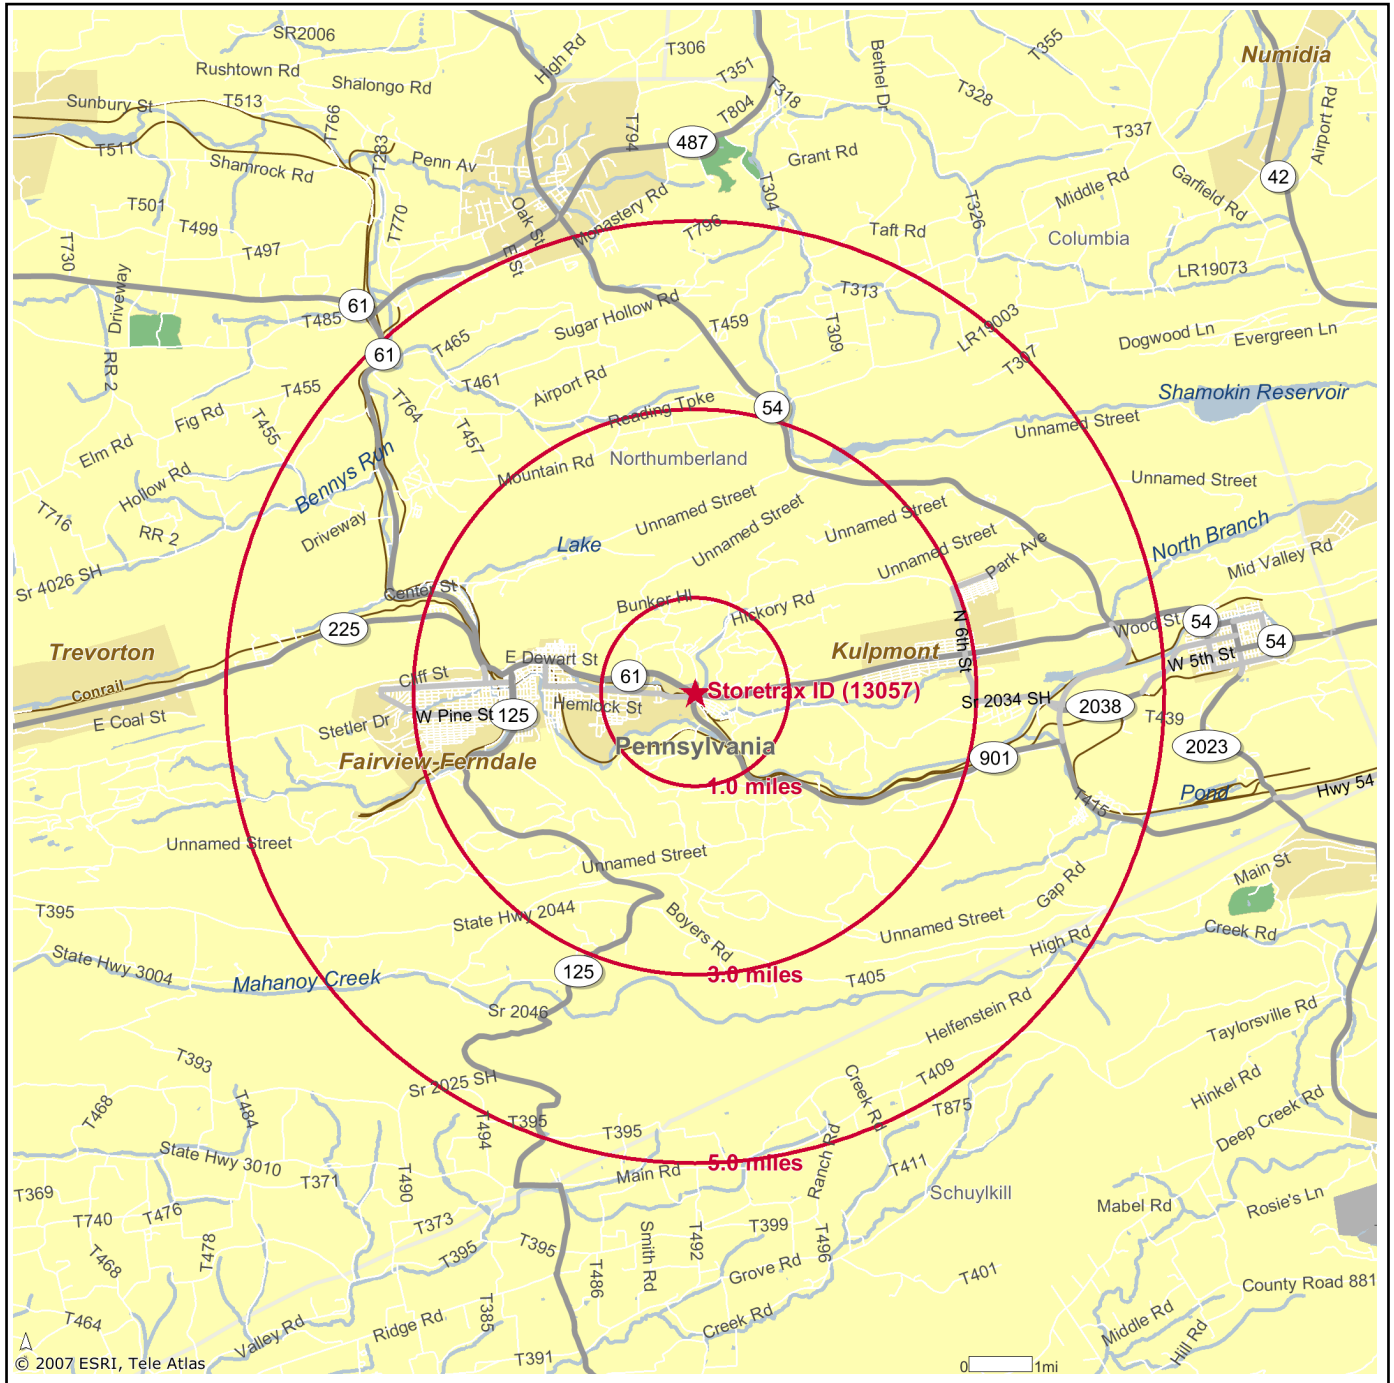 SR2006
High Rd
T306
Bethel Dr
T355
Numidia
Rushtown Rd
Shalongo Rd
T351
T318
T328
Sunbury St
T513
T766
T804
T794
T337
Airport Rd
T511
T283
487
Shamrock Rd
Penn Av
Grant Rd
Middle Rd
Garfield Rd
42
T501
T770
Oak St
Monastery Rd
T304
T326
T499
T796
Taft Rd
Columbia
T730
T497
E St
LR19073
Driveway
61
T485
T313
T459
Sugar Hollow Rd
T309
LR19003
Dogwood Ln
Evergreen Ln
61
T465
T307
RR 2
T455
T461
Airport Rd
T764
Reading Tpke
54
Shamokin Reservoir
Fig Rd
T455
T457
Unnamed Street
Elm Rd
Hollow Rd
Bennys Run
Mountain Rd
Northumberland
Unnamed Street
T716
RR 2
Driveway
Unnamed Street
Unnamed Street
Unnamed Street
Unnamed Street
Park Ave
North Branch
Mid Valley Rd
Lake
Sr 4026 SH
Center St
Bunker Hl
Hickory Rd
225
N 6th St
Wood St
54
54
Trevorton
Kulpmont
W 5th St
E Dewart St
61
Conrail
Cliff St
Storetrax ID (13057)
Sr 2034 SH
2038
E Coal St
Stetler Dr
W Pine St
125
Hemlock St
T439
2023
Fairview-Ferndale
Pennsylvania
901
1.0 miles
T415
Pond
Hwy 54
Unnamed Street
Unnamed Street
Main St
Gap Rd
T395
State Hwy 2044
Boyers Rd
Unnamed Street
High Rd
Creek Rd
State Hwy 3004
Mahanoy Creek
125
3.0 miles
T405
Sr 2046
Helfenstein Rd
Taylorsville Rd
T393
Sr 2025 SH
Creek Rd
T409
Hinkel Rd
T468
T484
T494
T395
T395
T875
Deep Creek Rd
State Hwy 3010
5.0 miles
Ranch Rd
Main Rd
T411
T369
T371
T490
Schuylkill
Mabel Rd
Rosie's Ln
T740
T476
T373
T395
T395
Smith Rd
T492
T399
T496
T468
T478
T486
Grove Rd
T401
County Road 881
T464
Valley Rd
Ridge Rd
T385
Creek Rd
Middle Rd
Hill Rd
T391
© 2007 ESRI, Tele Atlas
0 1mi